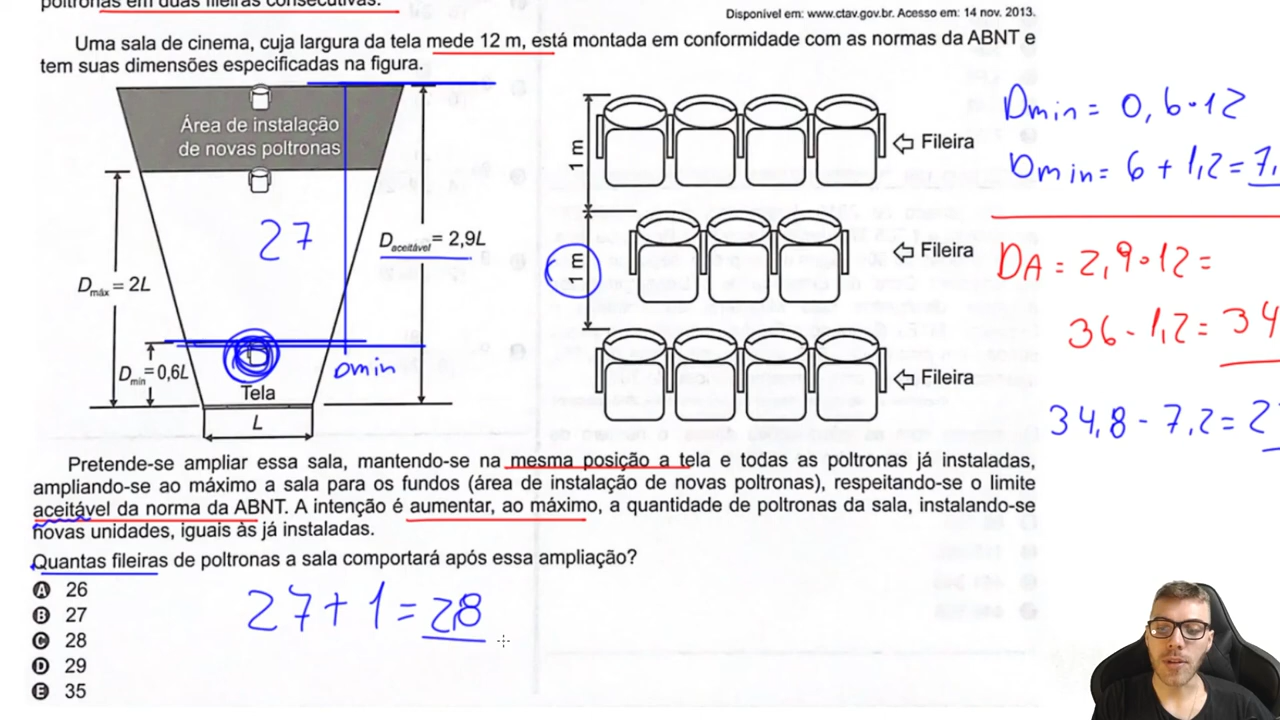 poltronas em duas fileiras consecutivas.
Disponível em: www.ctav.gov.br. Acesso em: 14 nov. 2013.
Uma sala de cinema, cuja largura da tela mede 12 m, está montada em conformidade com as normas da ABNT e
tem suas dimensões especificadas na figura.
Área de instalação
de novas poltronas
27
Dmáx = 2L
Daceitável = 2,9L
Dmín = 0,6L
Dmin
Tela
L
1 m
Fileira
1 m
Fileira
Fileira
Dmin = 0,6·12
Dmin = 6 + 1,2 = 7,
DA = 2,9·12 =
36 - 1,2 = 34
34,8 - 7,2 = 2
Pretende-se ampliar essa sala, mantendo-se na mesma posição a tela e todas as poltronas já instaladas,
ampliando-se ao máximo a sala para os fundos (área de instalação de novas poltronas), respeitando-se o limite
aceitável da norma da ABNT. A intenção é aumentar, ao máximo, a quantidade de poltronas da sala, instalando-se
novas unidades, iguais às já instaladas.
Quantas fileiras de poltronas a sala comportará após essa ampliação?
A 26
B 27
C 28
D 29
E 35
27 + 1 = 28